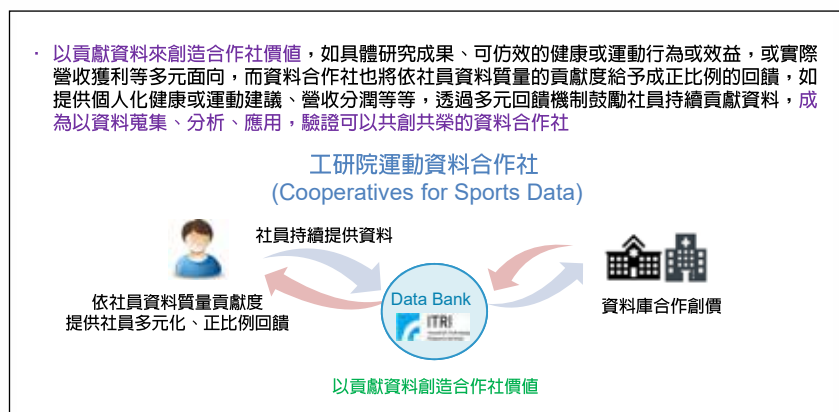 · 以貢獻資料來創造合作社價值，如具體研究成果、可仿效的健康或運動行為或效益，或實際
營收獲利等多元面向，而資料合作社也將依社員資料質量的貢獻度給予成正比例的回饋，如
提供個人化健康或運動建議、營收分潤等等，透過多元回饋機制鼓勵社員持續貢獻資料，成
為以資料蒐集、分析、應用，驗證可以共創共榮的資料合作社
工研院運動資料合作社
(Cooperatives for Sports Data)
社員持續提供資料
依社員資料質量貢獻度
提供社員多元化、正比例回饋
Data Bank
ITRI
資料庫合作創價
以貢獻資料創造合作社價值